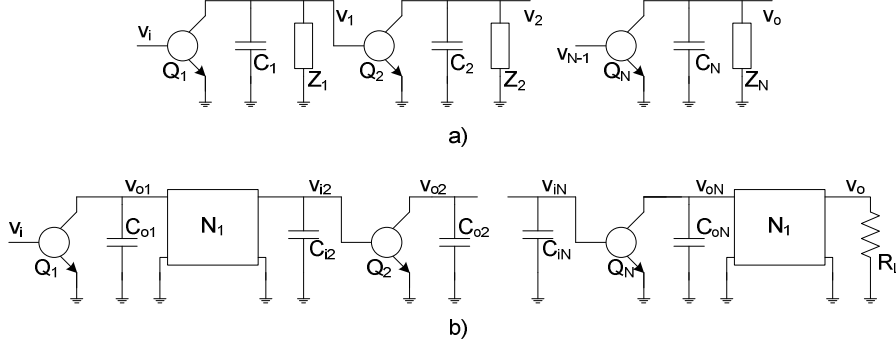 vi Q1 C1 Z1 v1 Q2 C2 Z2 v2 vN-1 QN CN ZN vo
a)
vi Q1 vo1 Co1 N1 vi2 Ci2 Q2 vo2 Co2 viN CiN QN voN CoN N1 vo RL
b)